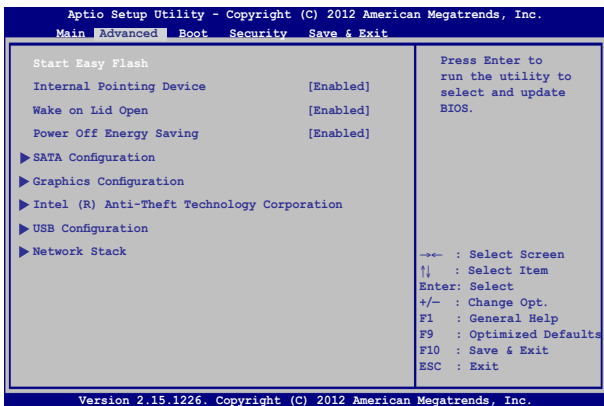 Aptio Setup Utility - Copyright (C) 2012 American Megatrends, Inc.
Main Advanced Boot Security Save & Exit
Start Easy Flash
Internal Pointing Device [Enabled]
Wake on Lid Open [Enabled]
Power Off Energy Saving [Enabled]
SATA Configuration
Graphics Configuration
Intel (R) Anti-Theft Technology Corporation
USB Configuration
Network Stack
Press Enter to
run the utility to
select and update
BIOS.
→← : Select Screen
↑↓ : Select Item
Enter: Select
+/— : Change Opt.
F1 : General Help
F9 : Optimized Defaults
F10 : Save & Exit
ESC : Exit
Version 2.15.1226. Copyright (C) 2012 American Megatrends, Inc.